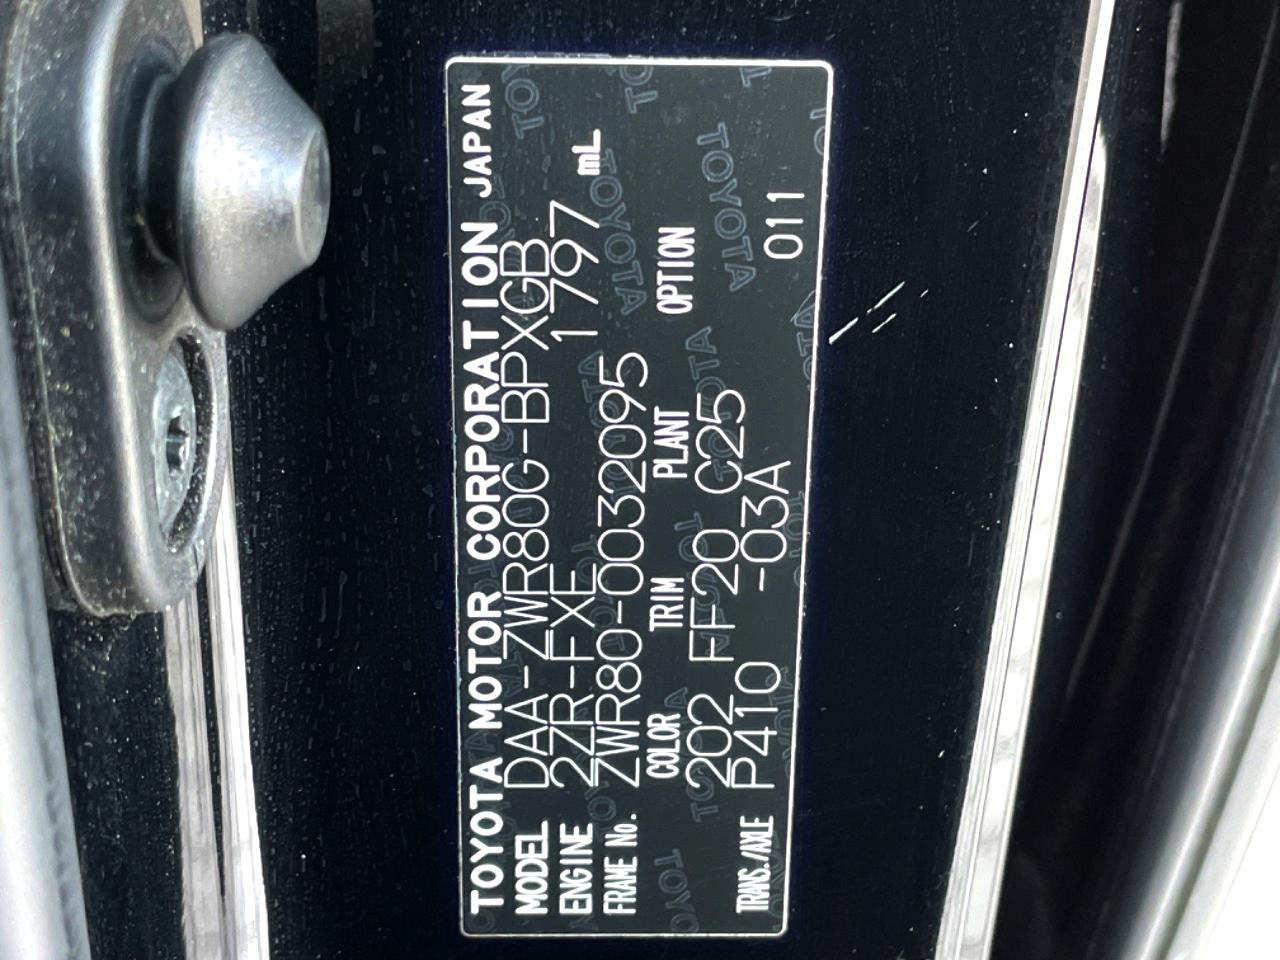 TOYOTA MOTOR CORPORATION JAPAN
MODEL DAA-ZWR80G-BPXGB
ENGINE 2ZR-FXE 1797 mL
FRAME No. ZWR80-0032095
COLOR TRIM PLANT OPTION
202 FF20 C25
TRANS./AXLE P410 -03A 011